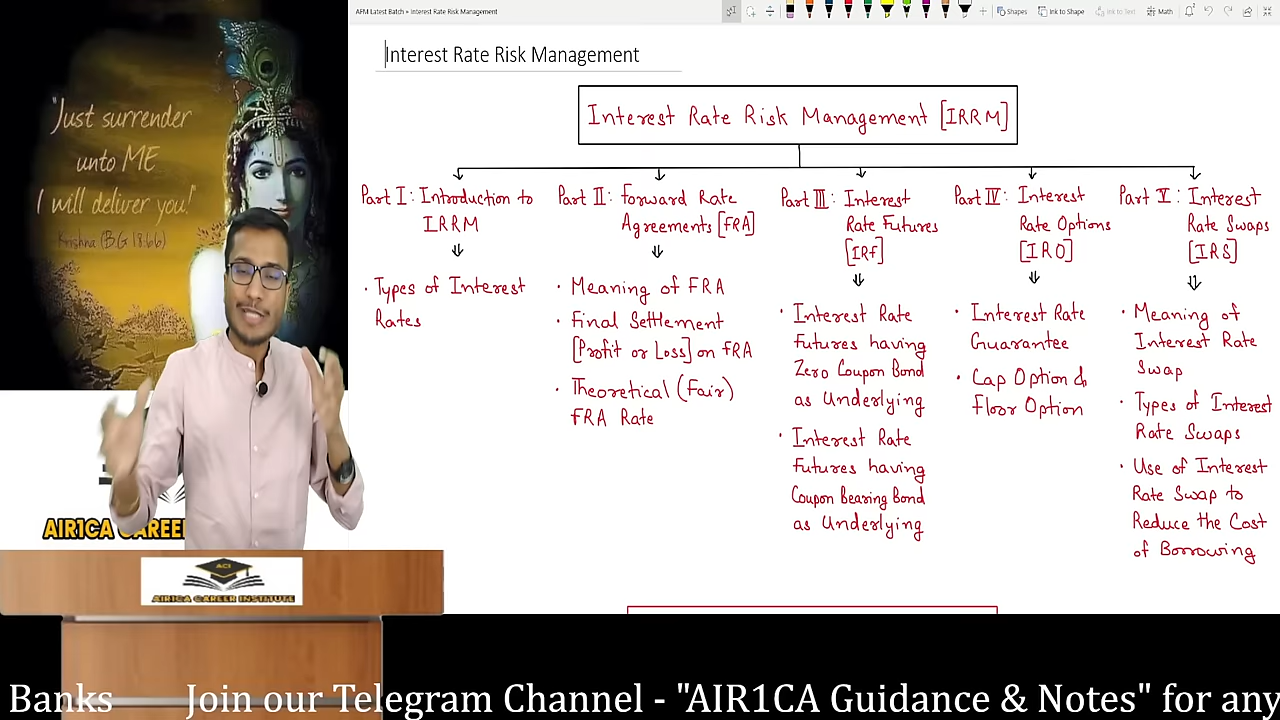 AFM Latest Batch » Interest Rate Risk Management
Shapes
Ink to Shape
Ink to Text
Math
Interest Rate Risk Management
"Just surrender
unto ME
I will deliver you!"
Krishna (BG 18:66)
Interest Rate Risk Management [IRRM]
Part I: Introduction to
IRRM
• Types of Interest
Rates
Part II: Forward Rate
Agreements [FRA]
• Meaning of FRA
• Final Settlement
[Profit or Loss] on FRA
• Theoretical (Fair)
FRA Rate
Part III: Interest
Rate Futures
[IRF]
• Interest Rate
Futures having
Zero Coupon Bond
as Underlying
• Interest Rate
Futures having
Coupon Bearing Bond
as Underlying
Part IV: Interest
Rate Options
[IRO]
• Interest Rate
Guarantee
• Cap Option &
Floor Option
Part V: Interest
Rate Swaps
[IRS]
• Meaning of
Interest Rate
Swap
• Types of Interest
Rate Swaps
• Use of Interest
Rate Swap to
Reduce the Cost
of Borrowing
AIR1CA CAREE
ACI
AIR1CA CAREER INSTITUTE
Banks Join our Telegram Channel - "AIR1CA Guidance & Notes" for any